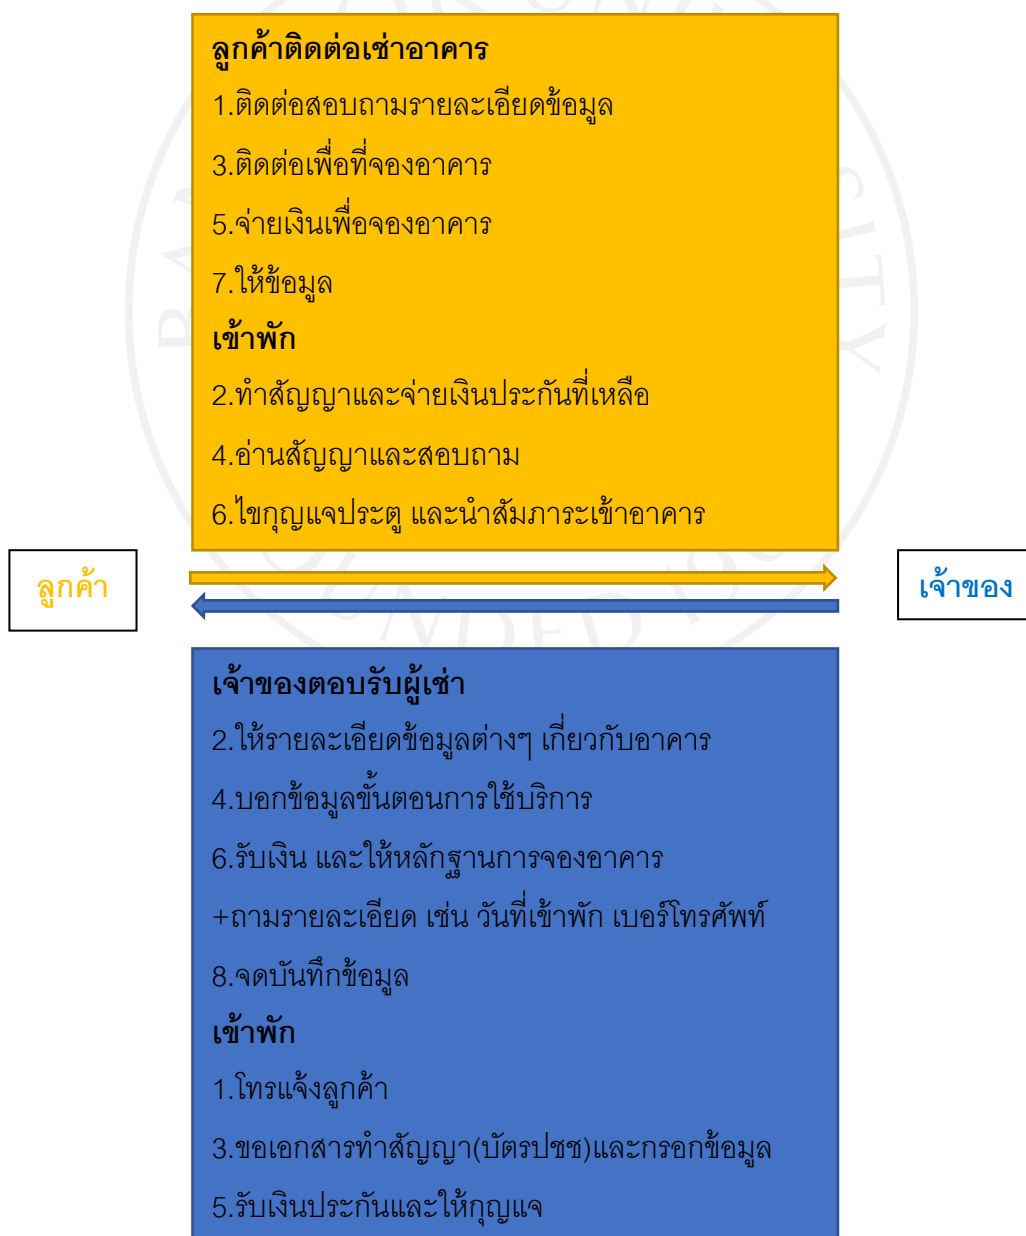 ลูกค้าติดต่อเช่าอาคาร
1.ติดต่อสอบถามรายละเอียดข้อมูล
3.ติดต่อเพื่อที่จองอาคาร
5.จ่ายเงินเพื่อจองอาคาร
7.ให้ข้อมูล
เข้าพัก
2.ทำสัญญาและจ่ายเงินประกันที่เหลือ
4.อ่านสัญญาและสอบถาม
6.ไขกุญแจประตู และนำสัมภาระเข้าอาคาร
ลูกค้า
เจ้าของ
เจ้าของตอบรับผู้เช่า
2.ให้รายละเอียดข้อมูลต่างๆ เกี่ยวกับอาคาร
4.บอกข้อมูลขั้นตอนการใช้บริการ
6.รับเงิน และให้หลักฐานการจองอาคาร
+ถามรายละเอียด เช่น วันที่เข้าพัก เบอร์โทรศัพท์
8.จดบันทึกข้อมูล
เข้าพัก
1.โทรแจ้งลูกค้า
3.ขอเอกสารทำสัญญา(บัตรปชช)และกรอกข้อมูล
5.รับเงินประกันและให้กุญแจ